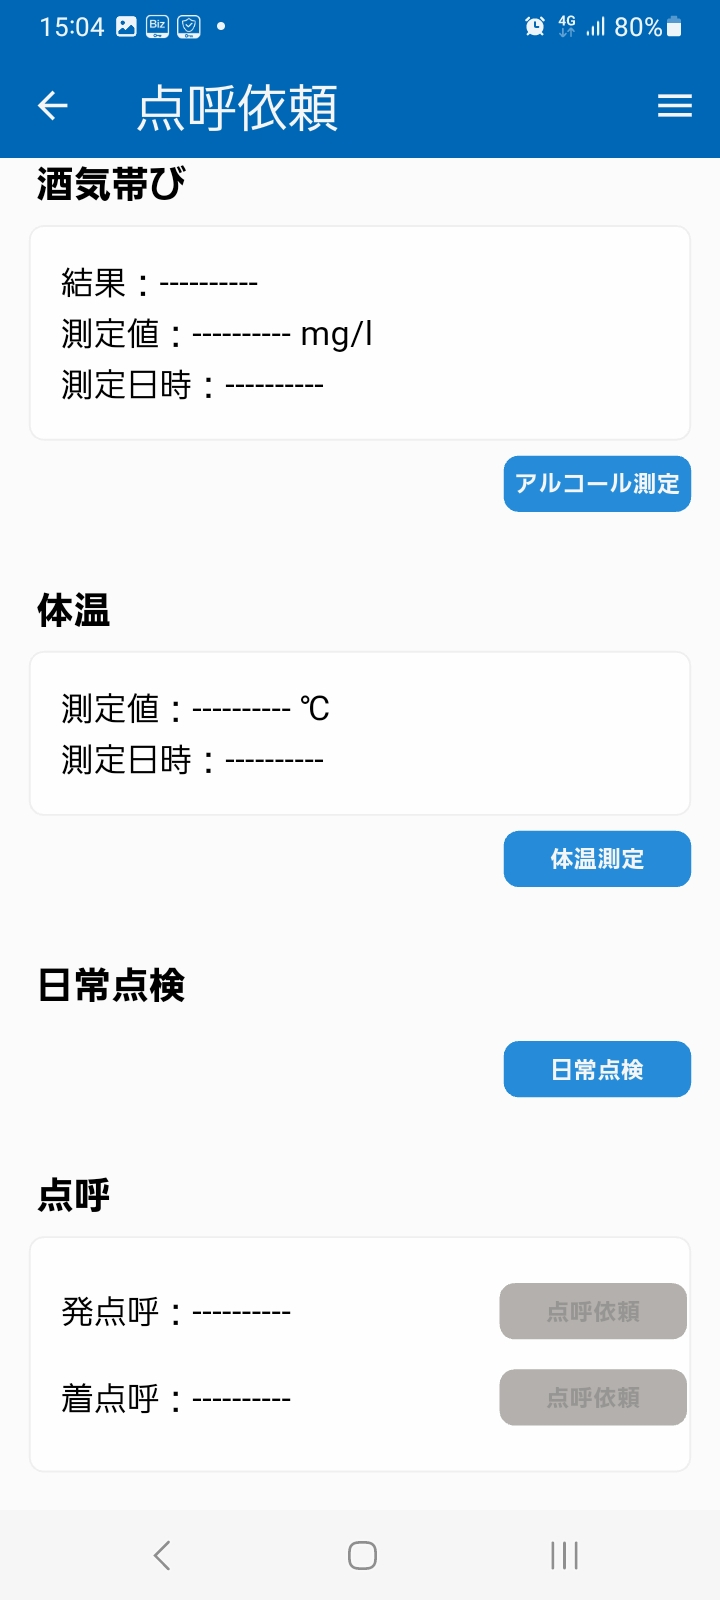 15:04 Biz 4G 80%
点呼依頼
酒気帯び
結果：----------
測定値：---------- mg/l
測定日時：----------
アルコール測定
体温
測定値：---------- ℃
測定日時：----------
体温測定
日常点検
日常点検
点呼
発点呼：----------
点呼依頼
着点呼：----------
点呼依頼